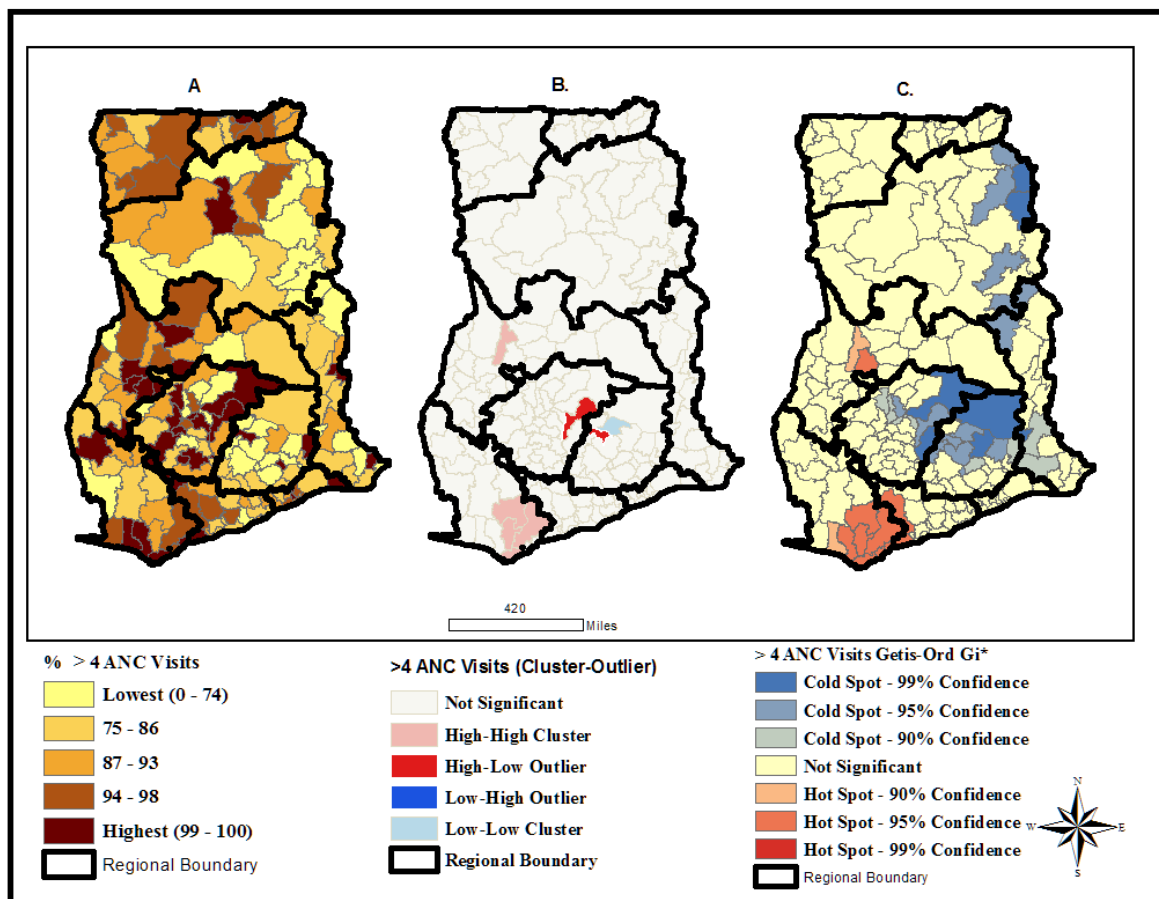 A
B.
C.
420
Miles
% > 4 ANC Visits
Lowest (0 - 74)
75 - 86
87 - 93
94 - 98
Highest (99 - 100)
Regional Boundary
>4 ANC Visits (Cluster-Outlier)
Not Significant
High-High Cluster
High-Low Outlier
Low-High Outlier
Low-Low Cluster
Regional Boundary
> 4 ANC Visits Getis-Ord Gi*
Cold Spot - 99% Confidence
Cold Spot - 95% Confidence
Cold Spot - 90% Confidence
Not Significant
Hot Spot - 90% Confidence
Hot Spot - 95% Confidence
Hot Spot - 99% Confidence
Regional Boundary
N
W
E
S